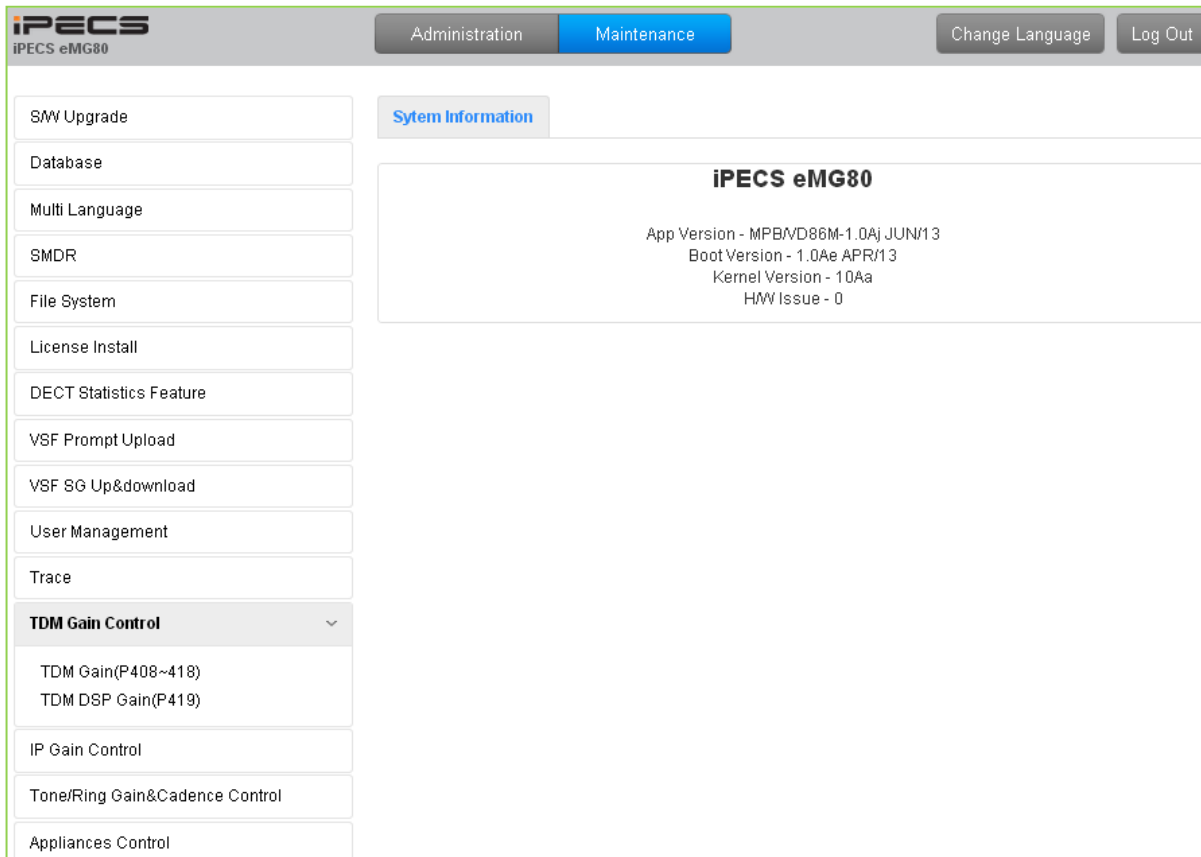 iPECS
iPECS eMG80
Administration
Maintenance
Change Language
Log Out
S/W Upgrade
Database
Multi Language
SMDR
File System
License Install
DECT Statistics Feature
VSF Prompt Upload
VSF SG Up&download
User Management
Trace
TDM Gain Control
TDM Gain(P408~418)
TDM DSP Gain(P419)
IP Gain Control
Tone/Ring Gain&Cadence Control
Appliances Control
Sytem Information
iPECS eMG80
App Version - MPB/VD86M-1.0Aj JUN/13
Boot Version - 1.0Ae APR/13
Kernel Version - 10Aa
H/W Issue - 0